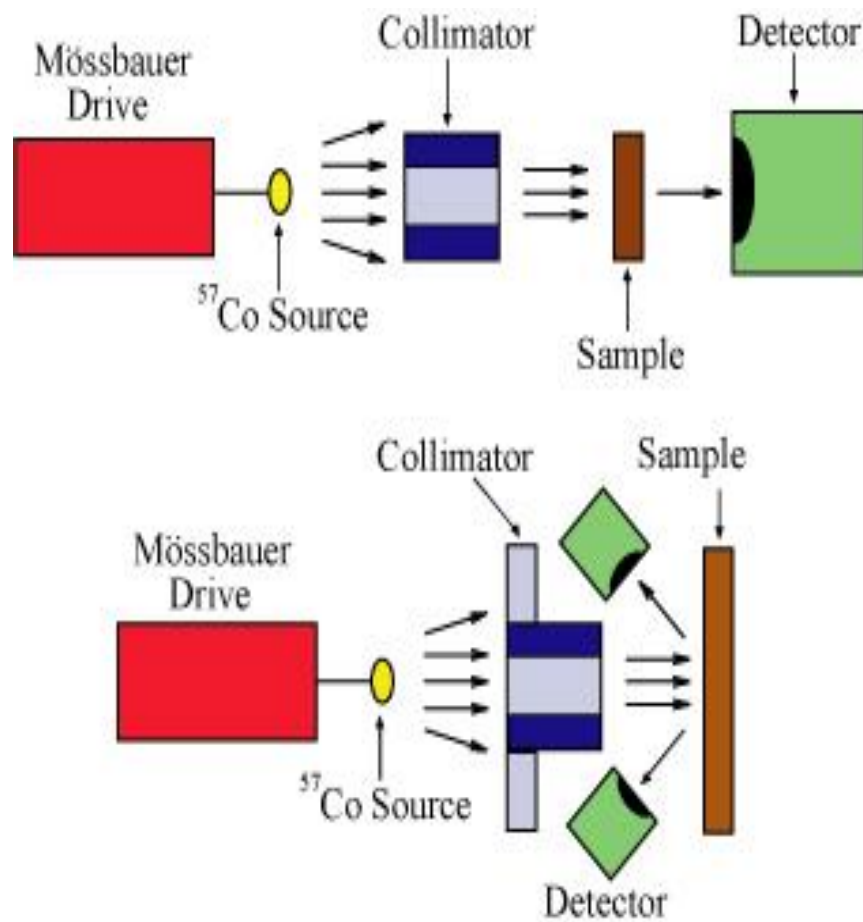 Collimator
Detector
Mössbauer
Drive
⁵⁷Co Source
Sample
Collimator
Sample
Mössbauer
Drive
⁵⁷Co Source
Detector